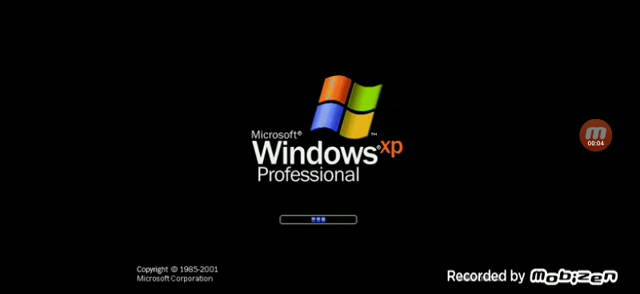 Microsoft®
Windows® xp
Professional
M
00:04
Copyright © 1985-2001
Microsoft Corporation
Recorded by mobizen